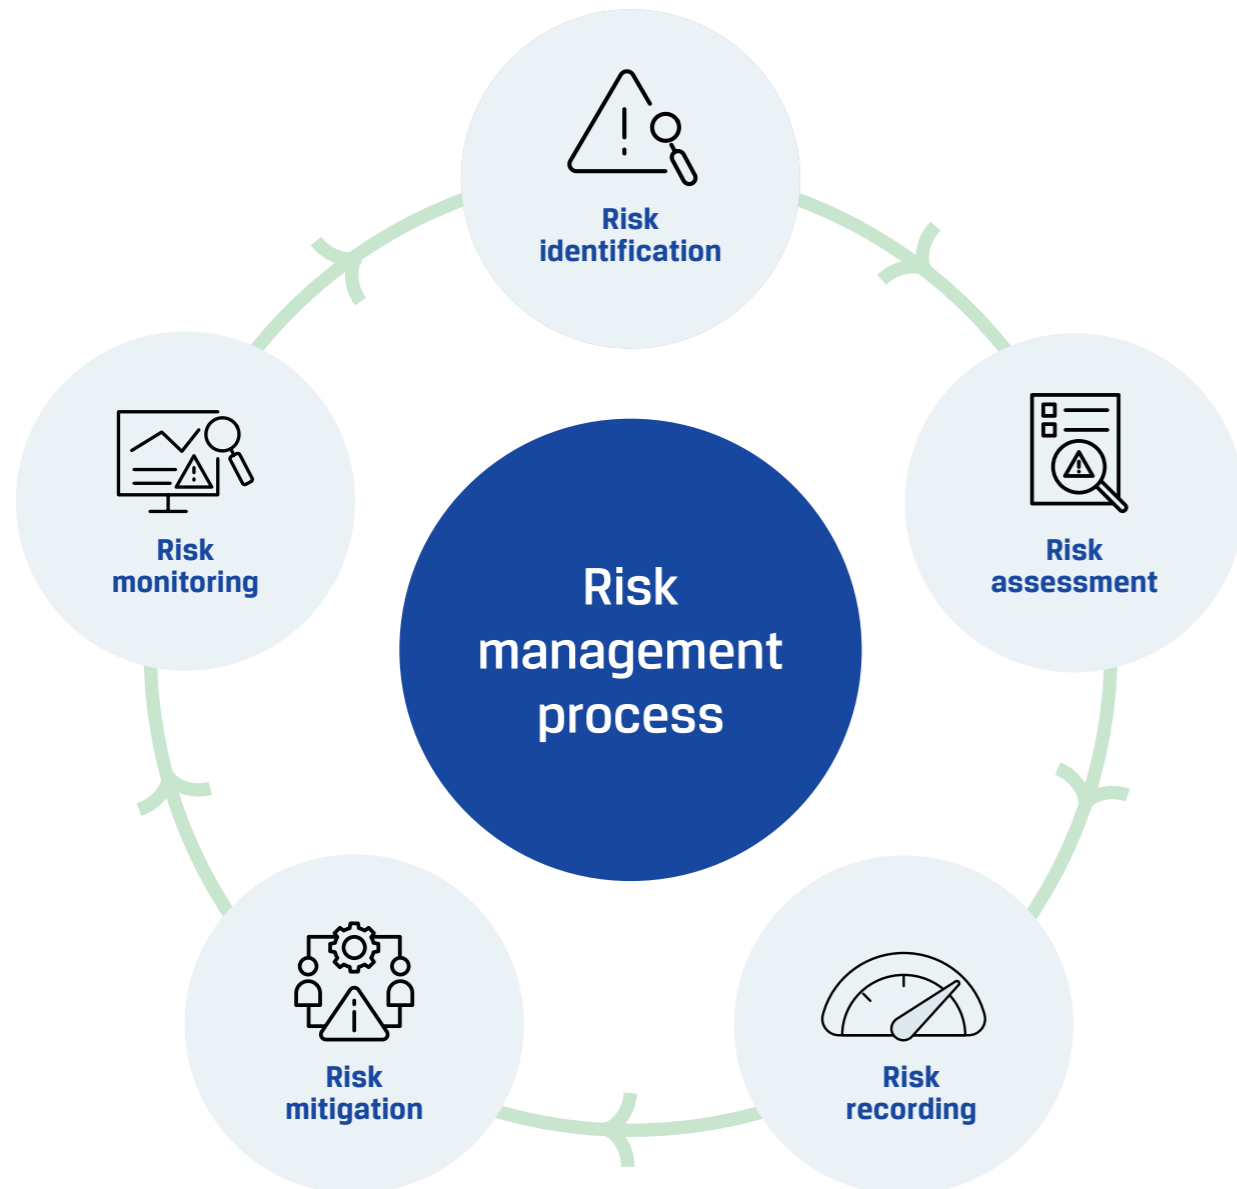 Risk
identification
Risk
assessment
Risk
recording
Risk
mitigation
Risk
monitoring
Risk
management
process